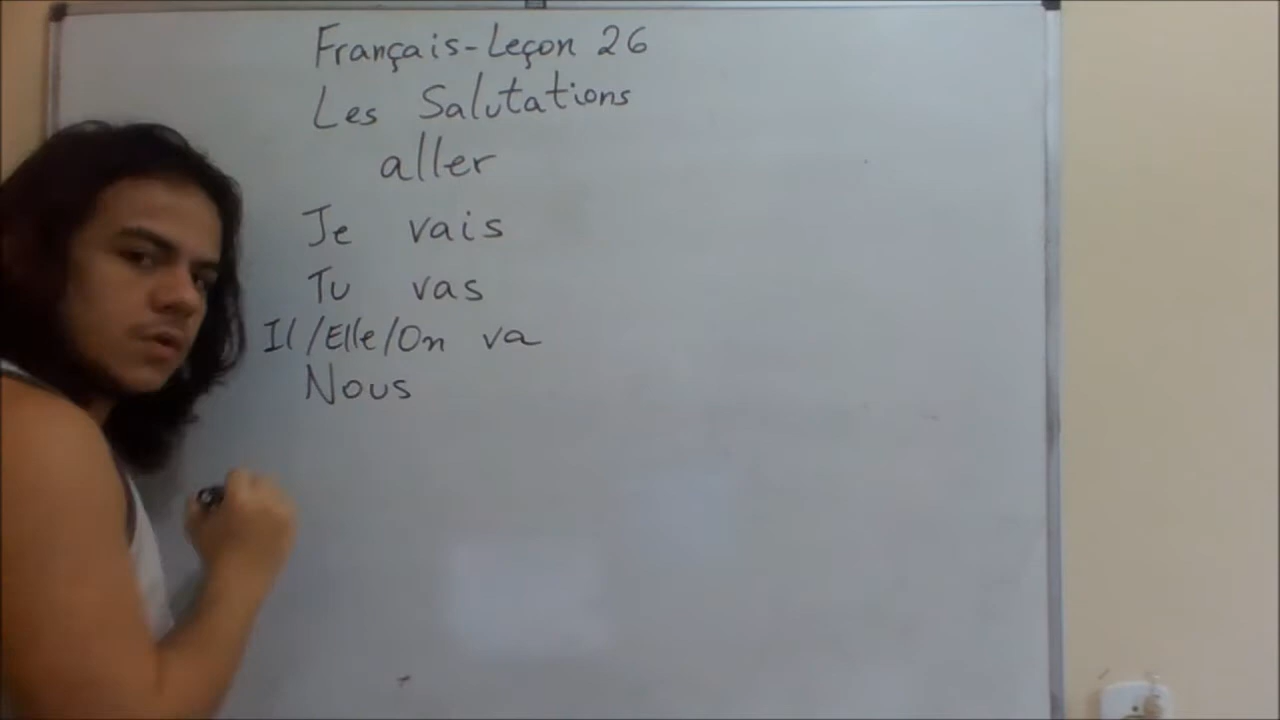 Français-Leçon 26
Les Salutations
aller
Je vais
Tu vas
Il/Elle/On va
Nous